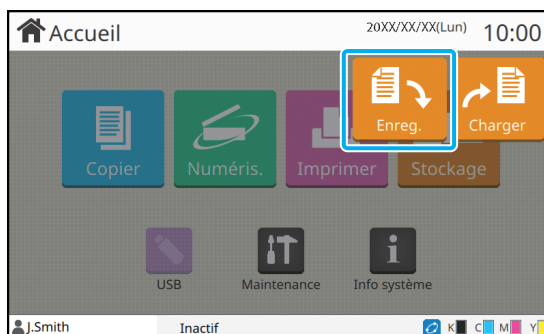 Accueil 20XX/XX/XX(Lun) 10:00
Enreg. Charger
Copier Numéris. Imprimer Stockage
USB Maintenance Info système
J.Smith Inactif K C M Y